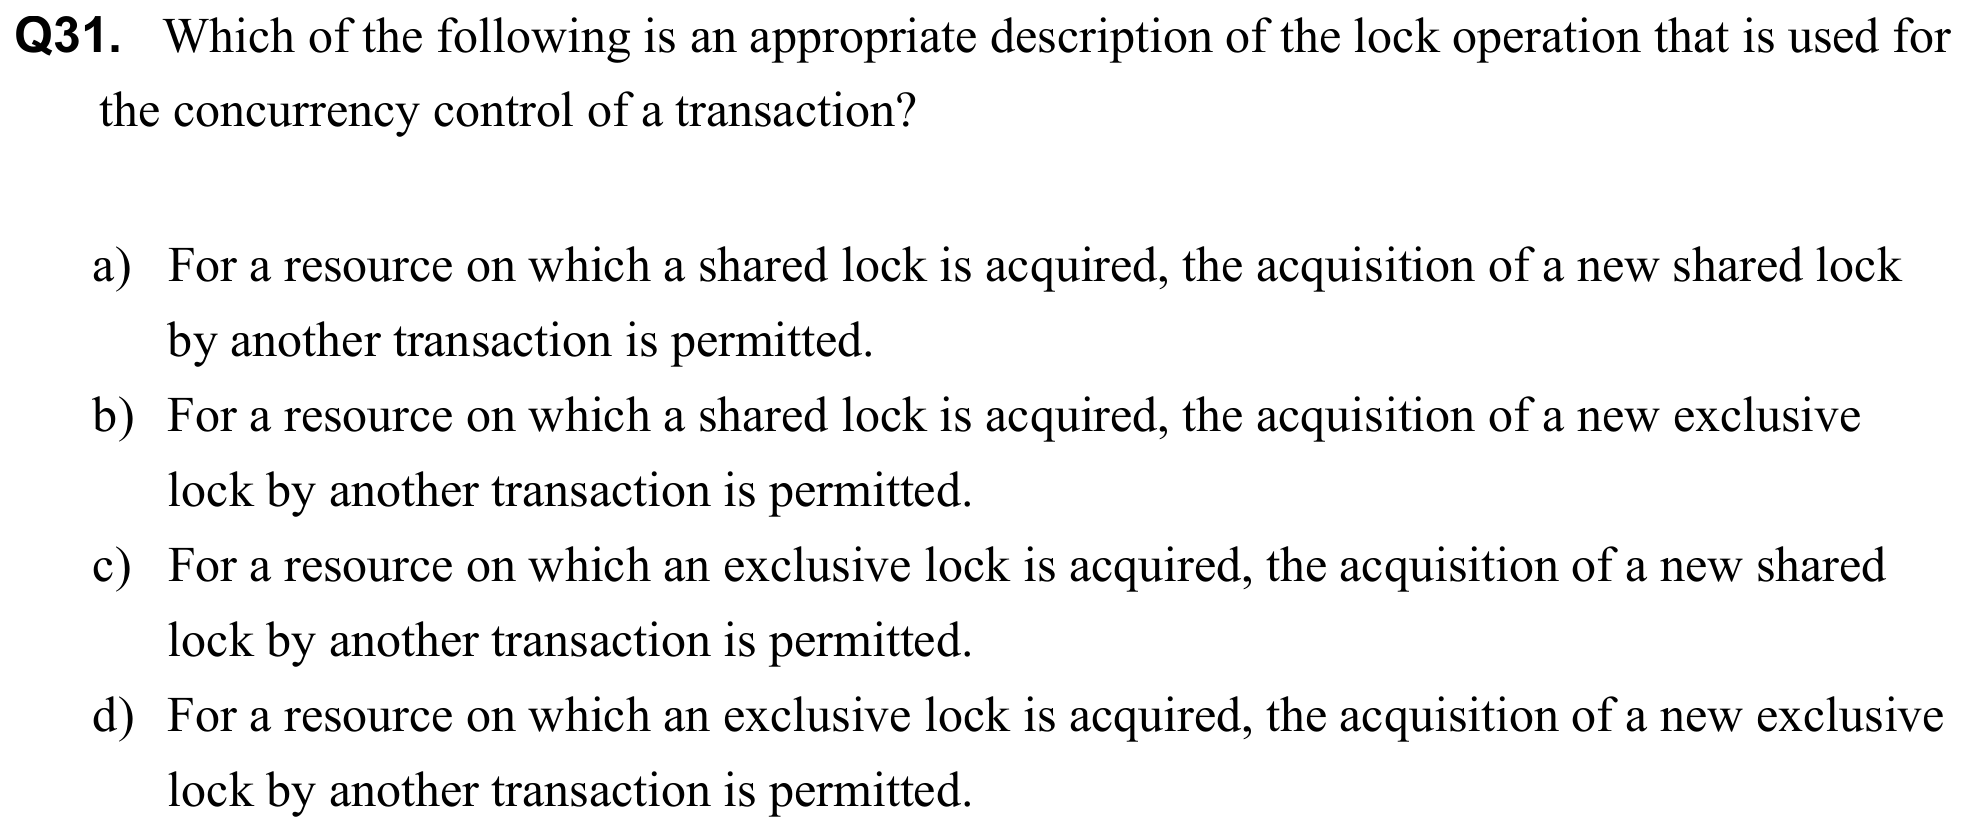 Q31. Which of the following is an appropriate description of the lock operation that is used for
the concurrency control of a transaction?
a) For a resource on which a shared lock is acquired, the acquisition of a new shared lock
by another transaction is permitted.
b) For a resource on which a shared lock is acquired, the acquisition of a new exclusive
lock by another transaction is permitted.
c) For a resource on which an exclusive lock is acquired, the acquisition of a new shared
lock by another transaction is permitted.
d) For a resource on which an exclusive lock is acquired, the acquisition of a new exclusive
lock by another transaction is permitted.